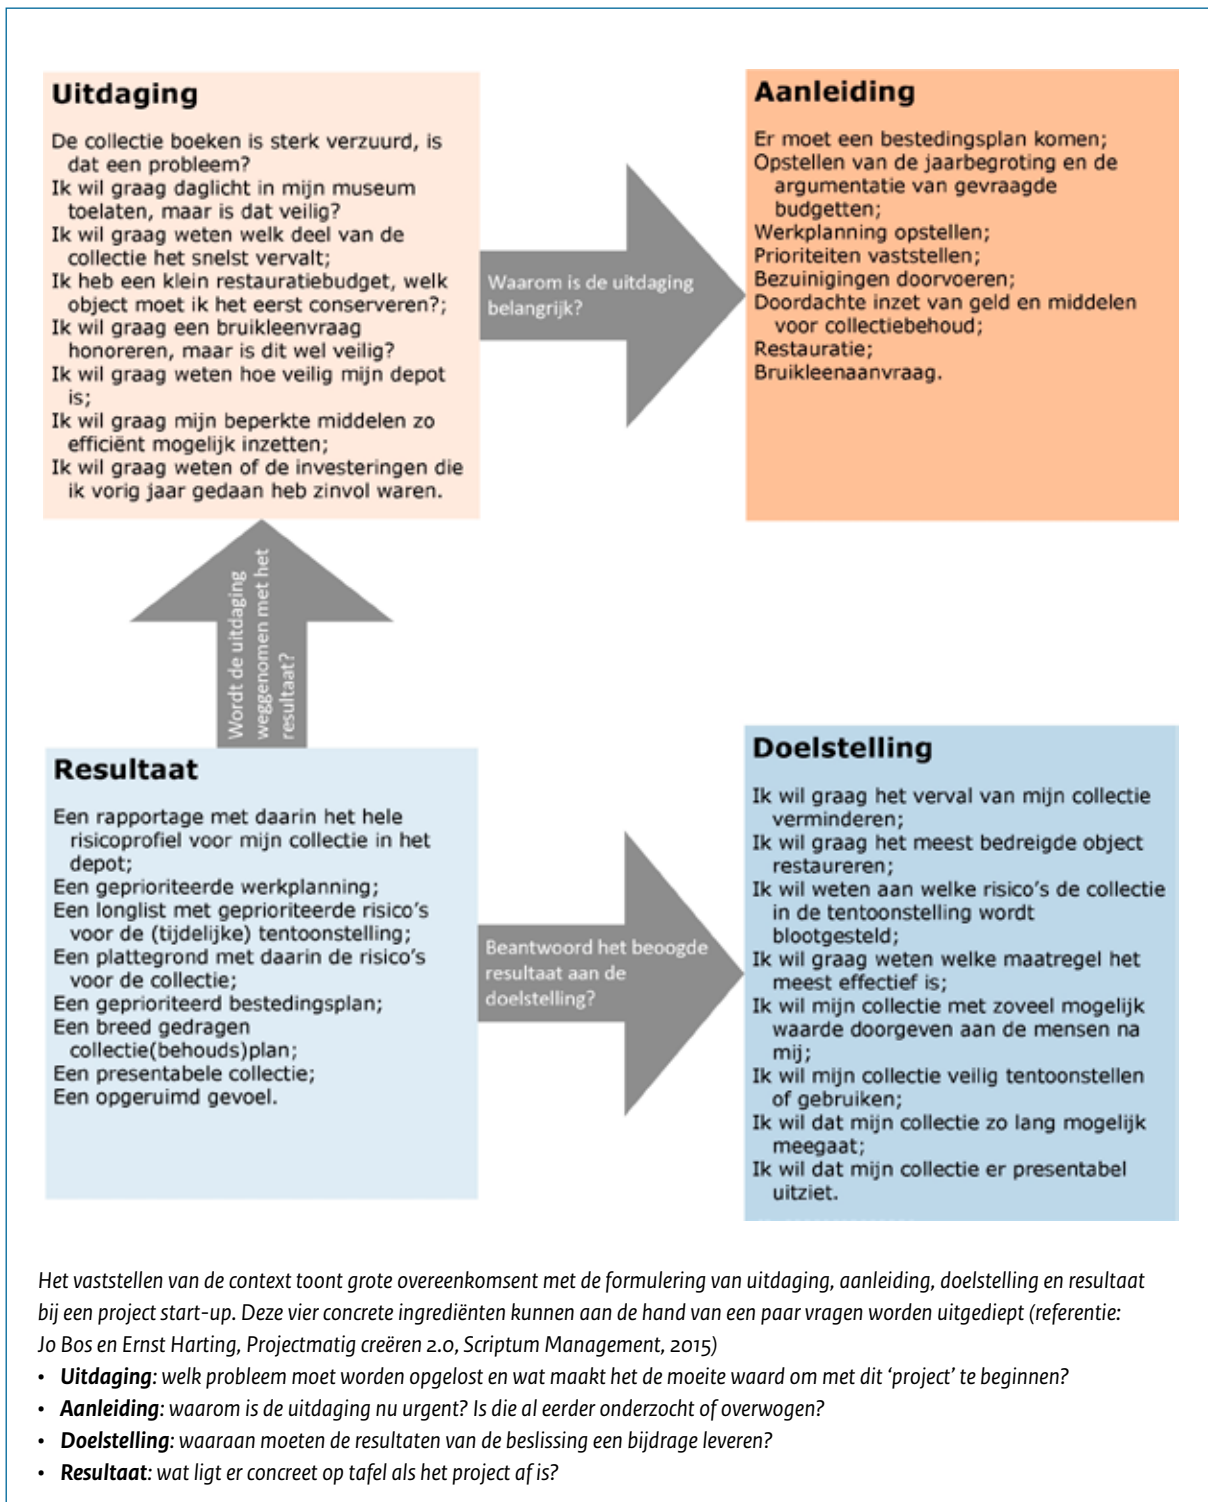 Uitdaging
De collectie boeken is sterk verzuurd, is
dat een probleem?
Ik wil graag daglicht in mijn museum
toelaten, maar is dat veilig?
Ik wil graag weten welk deel van de
collectie het snelst vervalt;
Ik heb een klein restauratiebudget, welk
object moet ik het eerst conserveren?;
Ik wil graag een bruikleenvraag
honoreren, maar is dit wel veilig?
Ik wil graag weten hoe veilig mijn depot
is;
Ik wil graag mijn beperkte middelen zo
efficiënt mogelijk inzetten;
Ik wil graag weten of de investeringen die
ik vorig jaar gedaan heb zinvol waren.
Waarom is de uitdaging
belangrijk?
Aanleiding
Er moet een bestedingsplan komen;
Opstellen van de jaarbegroting en de
argumentatie van gevraagde
budgetten;
Werkplanning opstellen;
Prioriteiten vaststellen;
Bezuinigingen doorvoeren;
Doordachte inzet van geld en middelen
voor collectiebehoud;
Restauratie;
Bruikleenaanvraag.
Wordt de uitdaging
weggenomen met het
resultaat?
Resultaat
Een rapportage met daarin het hele
risicoprofiel voor mijn collectie in het
depot;
Een geprioriteerde werkplanning;
Een longlist met geprioriteerde risico's
voor de (tijdelijke) tentoonstelling;
Een plattegrond met daarin de risico's
voor de collectie;
Een geprioriteerd bestedingsplan;
Een breed gedragen
collectie(behouds)plan;
Een presentabele collectie;
Een opgeruimd gevoel.
Beantwoord het beoogde
resultaat aan de
doelstelling?
Doelstelling
Ik wil graag het verval van mijn collectie
verminderen;
Ik wil graag het meest bedreigde object
restaureren;
Ik wil weten aan welke risico's de collectie
in de tentoonstelling wordt
blootgesteld;
Ik wil graag weten welke maatregel het
meest effectief is;
Ik wil mijn collectie met zoveel mogelijk
waarde doorgeven aan de mensen na
mij;
Ik wil mijn collectie veilig tentoonstellen
of gebruiken;
Ik wil dat mijn collectie zo lang mogelijk
meegaat;
Ik wil dat mijn collectie er presentabel
uitziet.
Het vaststellen van de context toont grote overeenkomsent met de formulering van uitdaging, aanleiding, doelstelling en resultaat
bij een project start-up. Deze vier concrete ingrediënten kunnen aan de hand van een paar vragen worden uitgediept (referentie:
Jo Bos en Ernst Harting, Projectmatig creëren 2.0, Scriptum Management, 2015)
• Uitdaging: welk probleem moet worden opgelost en wat maakt het de moeite waard om met dit ‘project’ te beginnen?
• Aanleiding: waarom is de uitdaging nu urgent? Is die al eerder onderzocht of overwogen?
• Doelstelling: waaraan moeten de resultaten van de beslissing een bijdrage leveren?
• Resultaat: wat ligt er concreet op tafel als het project af is?